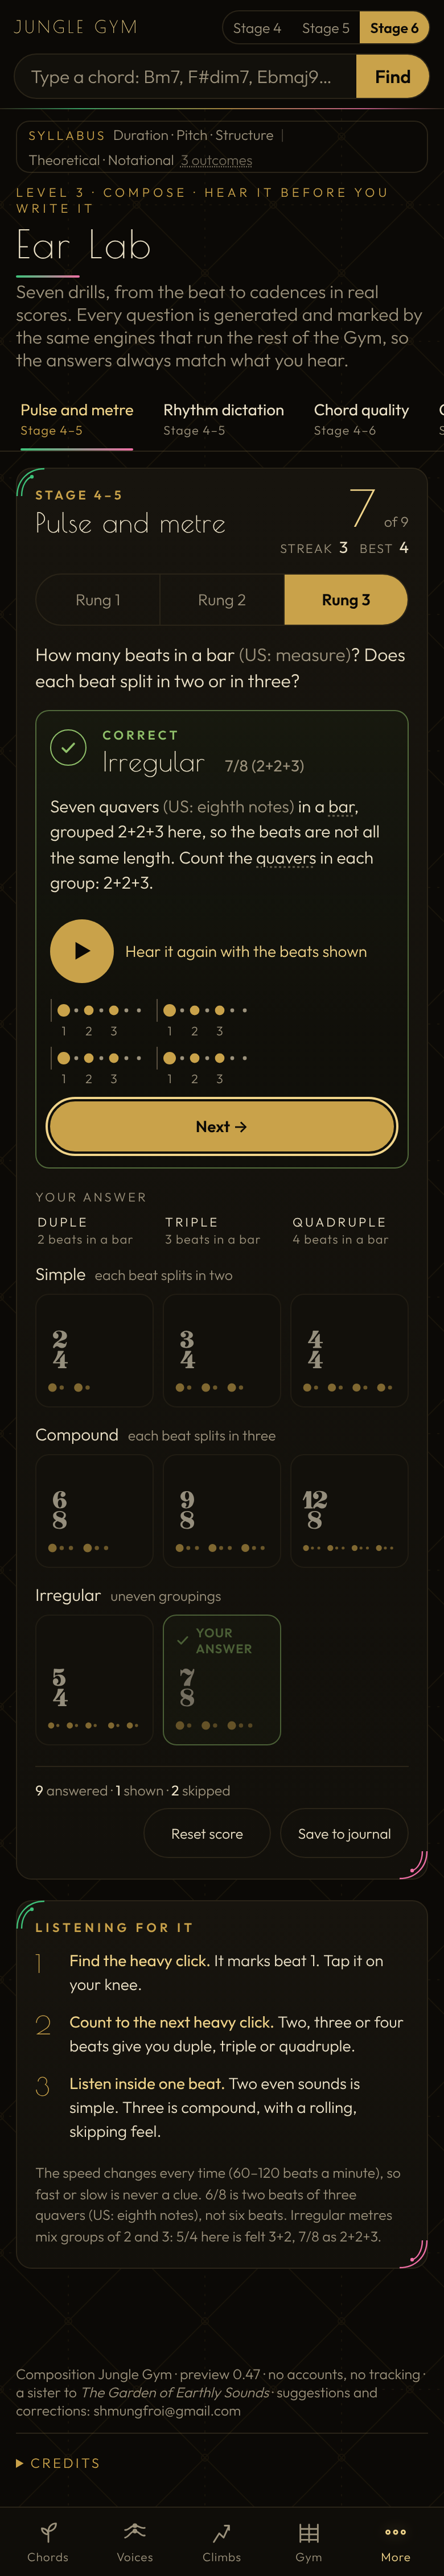 JUNGLE GYM
Stage 4 Stage 5 Stage 6
Type a chord: Bm7, F#dim7, Ebmaj9... Find
SYLLABUS Duration · Pitch · Structure |
Theoretical · Notational 3 outcomes
LEVEL 3 · COMPOSE · HEAR IT BEFORE YOU
WRITE IT
Ear Lab
Seven drills, from the beat to cadences in real
scores. Every question is generated and marked by
the same engines that run the rest of the Gym, so
the answers always match what you hear.
Pulse and metre Rhythm dictation Chord quality
Stage 4–5 Stage 4–5 Stage 4–6
STAGE 4–5
Pulse and metre
7 of 9
STREAK 3 BEST 4
Rung 1 Rung 2 Rung 3
How many beats in a bar (US: measure)? Does
each beat split in two or in three?
CORRECT
Irregular 7/8 (2+2+3)
Seven quavers (US: eighth notes) in a bar,
grouped 2+2+3 here, so the beats are not all
the same length. Count the quavers in each
group: 2+2+3.
Hear it again with the beats shown
1 2 3 1 2 3
1 2 3 1 2 3
Next →
YOUR ANSWER
DUPLE TRIPLE QUADRUPLE
2 beats in a bar 3 beats in a bar 4 beats in a bar
Simple each beat splits in two
2 3 4
4 4 4
Compound each beat splits in three
6 9 12
8 8 8
Irregular uneven groupings
YOUR
ANSWER
5 7
4 8
9 answered · 1 shown · 2 skipped
Reset score Save to journal
LISTENING FOR IT
1 Find the heavy click. It marks beat 1. Tap it on
your knee.
2 Count to the next heavy click. Two, three or four
beats give you duple, triple or quadruple.
3 Listen inside one beat. Two even sounds is
simple. Three is compound, with a rolling,
skipping feel.
The speed changes every time (60–120 beats a minute), so
fast or slow is never a clue. 6/8 is two beats of three
quavers (US: eighth notes), not six beats. Irregular metres
mix groups of 2 and 3: 5/4 here is felt 3+2, 7/8 as 2+2+3.
Composition Jungle Gym · preview 0.47 · no accounts, no tracking ·
a sister to The Garden of Earthly Sounds · suggestions and
corrections: shmungfroi@gmail.com
CREDITS
Chords Voices Climbs Gym More